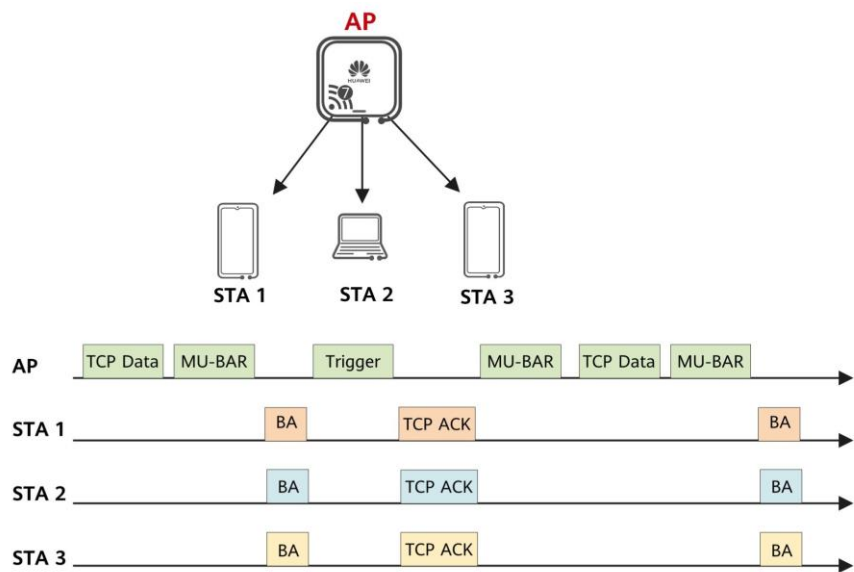 AP
HUAWEI
7
STA 1 STA 2 STA 3
AP TCP Data MU-BAR Trigger MU-BAR TCP Data MU-BAR
STA 1 BA TCP ACK BA
STA 2 BA TCP ACK BA
STA 3 BA TCP ACK BA